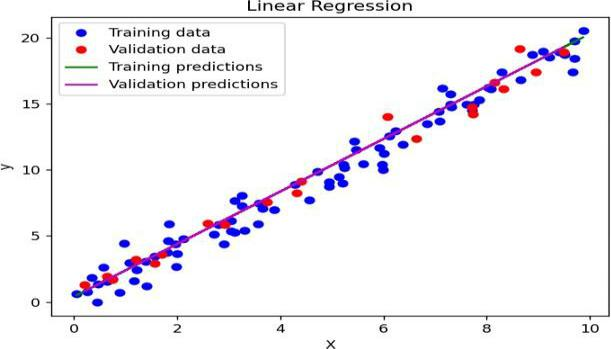 Linear Regression
Training data
Validation data
Training predictions
Validation predictions
20
15
10
5
0
y
0 2 4 6 8 10
x